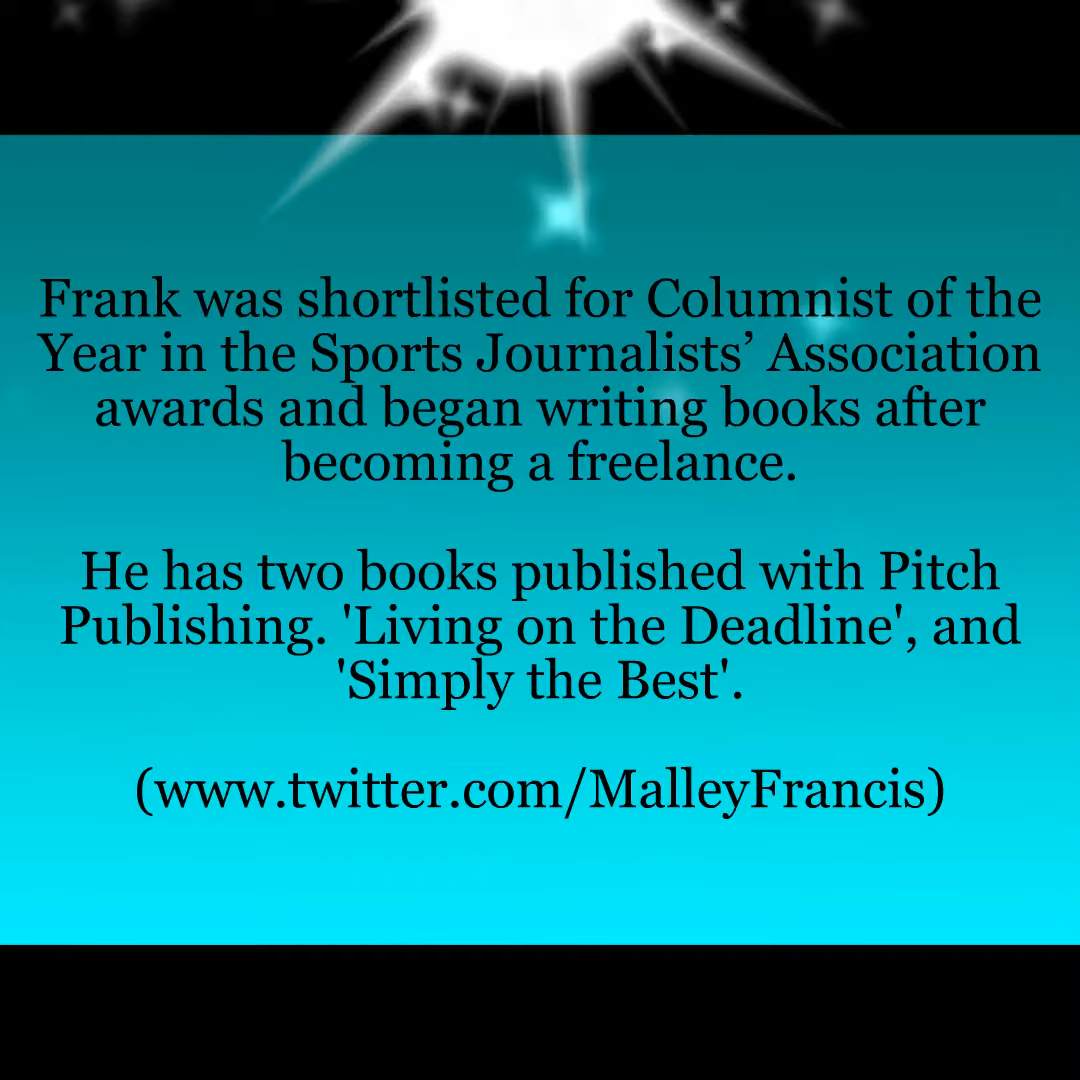 Frank was shortlisted for Columnist of the
Year in the Sports Journalists’ Association
awards and began writing books after
becoming a freelance.
He has two books published with Pitch
Publishing. 'Living on the Deadline', and
'Simply the Best'.
(www.twitter.com/MalleyFrancis)